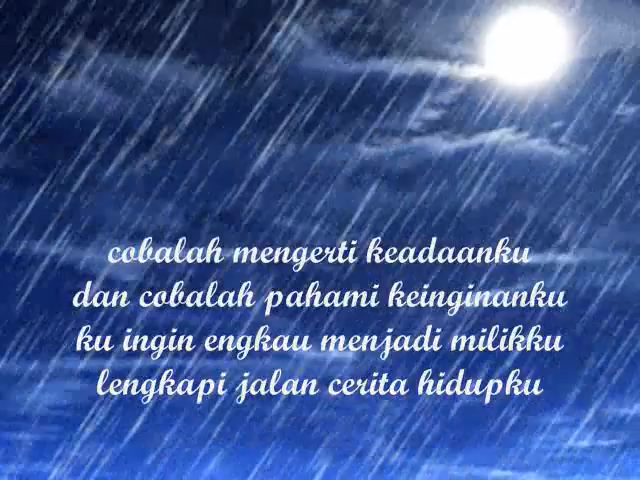 cobalah mengerti keadaanku
dan cobalah pahami keinginanku
ku ingin engkau menjadi milikku
lengkapi jalan cerita hidupku